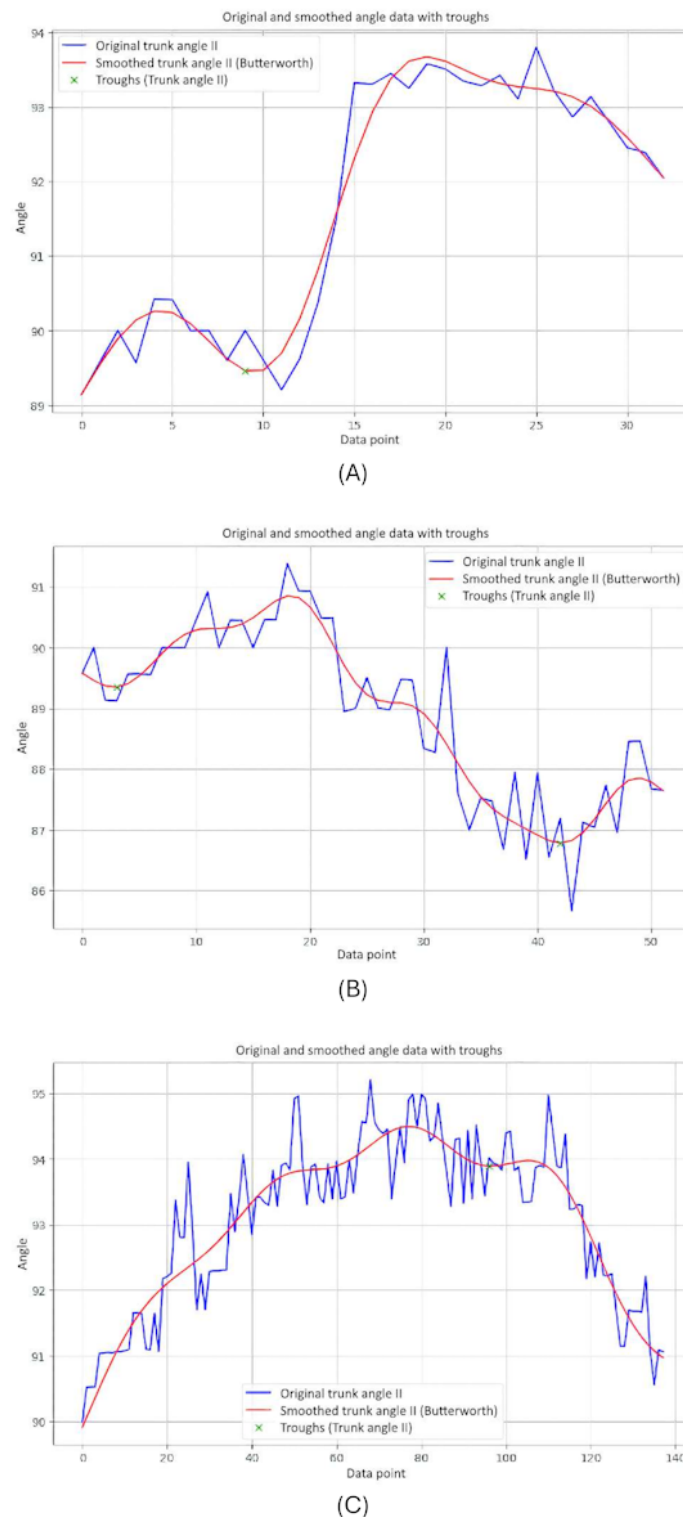 Original and smoothed angle data with troughs
94
93
92
91
90
89
Angle
Original trunk angle II
Smoothed trunk angle II (Butterworth)
Troughs (Trunk angle II)
0 5 10 15 20 25 30
Data point
(A)
Original and smoothed angle data with troughs
91
90
89
88
87
86
Angle
Original trunk angle II
Smoothed trunk angle II (Butterworth)
Troughs (Trunk angle II)
0 10 20 30 40 50
Data point
(B)
Original and smoothed angle data with troughs
95
94
93
92
91
90
Angle
Original trunk angle II
Smoothed trunk angle II (Butterworth)
Troughs (Trunk angle II)
0 20 40 60 80 100 120 140
Data point
(C)